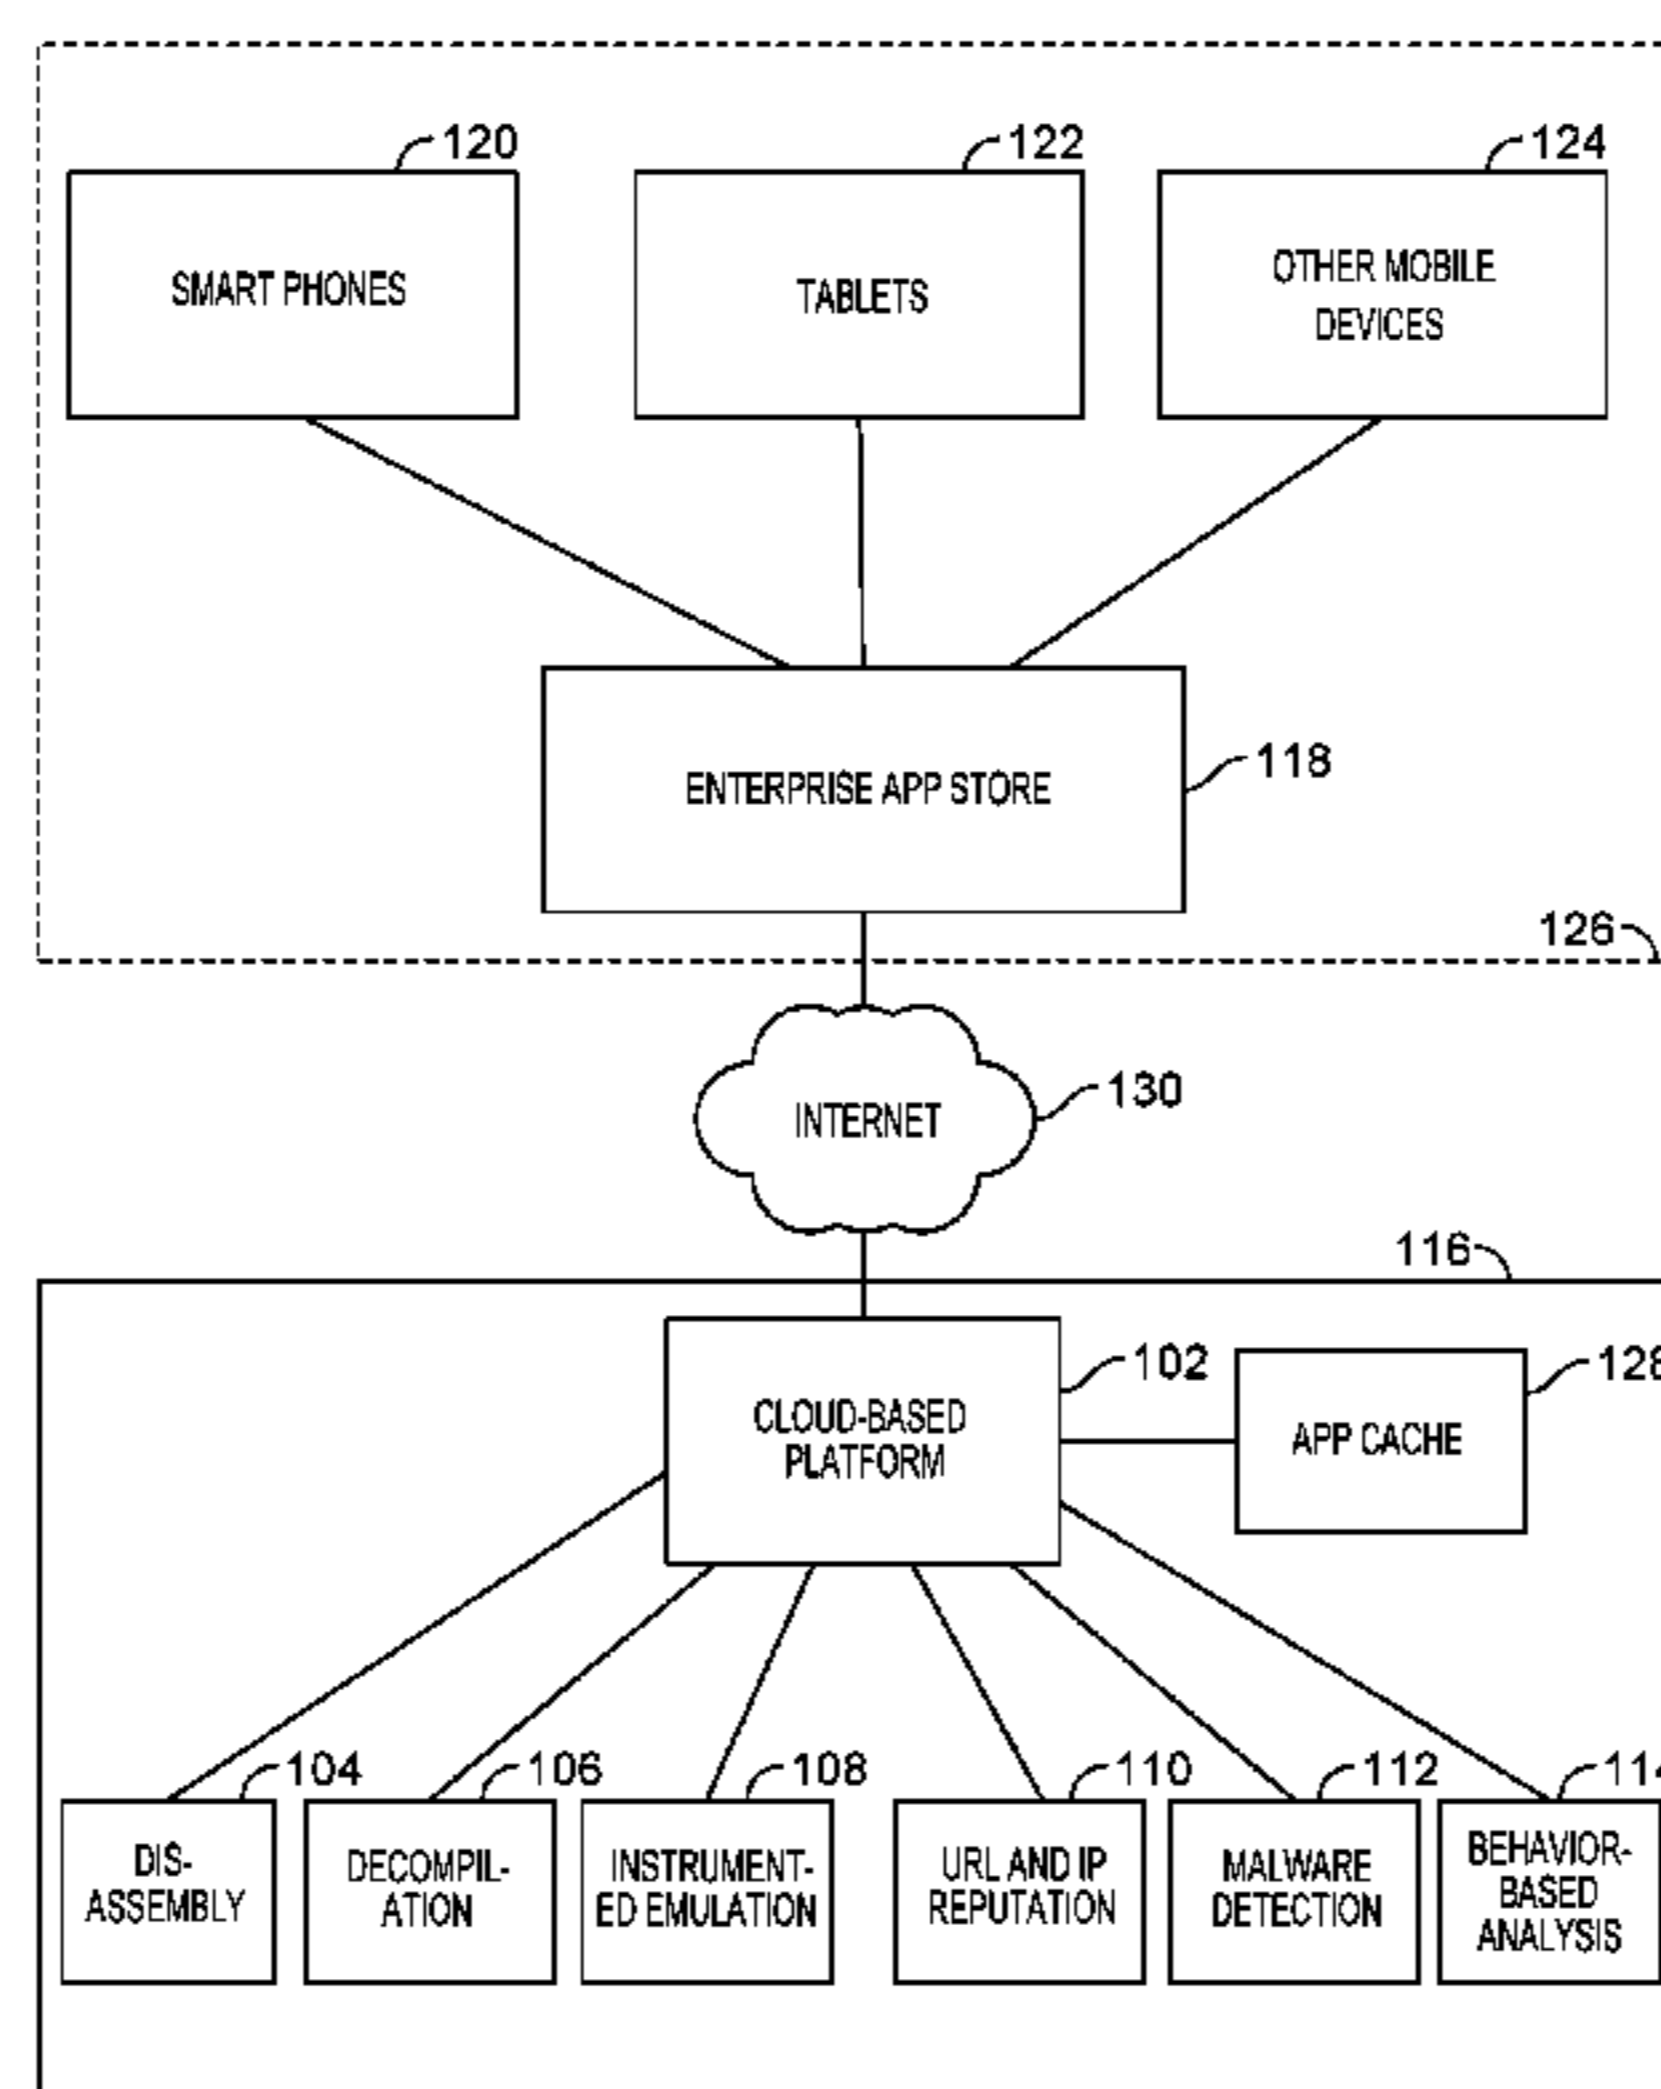 120
122
124
SMART PHONES
TABLETS
OTHER MOBILE
DEVICES
118
ENTERPRISE APP STORE
126
130
INTERNET
116
102
128
CLOUD-BASED
PLATFORM
APP CACHE
104
106
108
110
112
114
DIS-
ASSEMBLY
DECOMPIL-
ATION
INSTRUMENT-
ED EMULATION
URL AND IP
REPUTATION
MALWARE
DETECTION
BEHAVIOR-
BASED
ANALYSIS